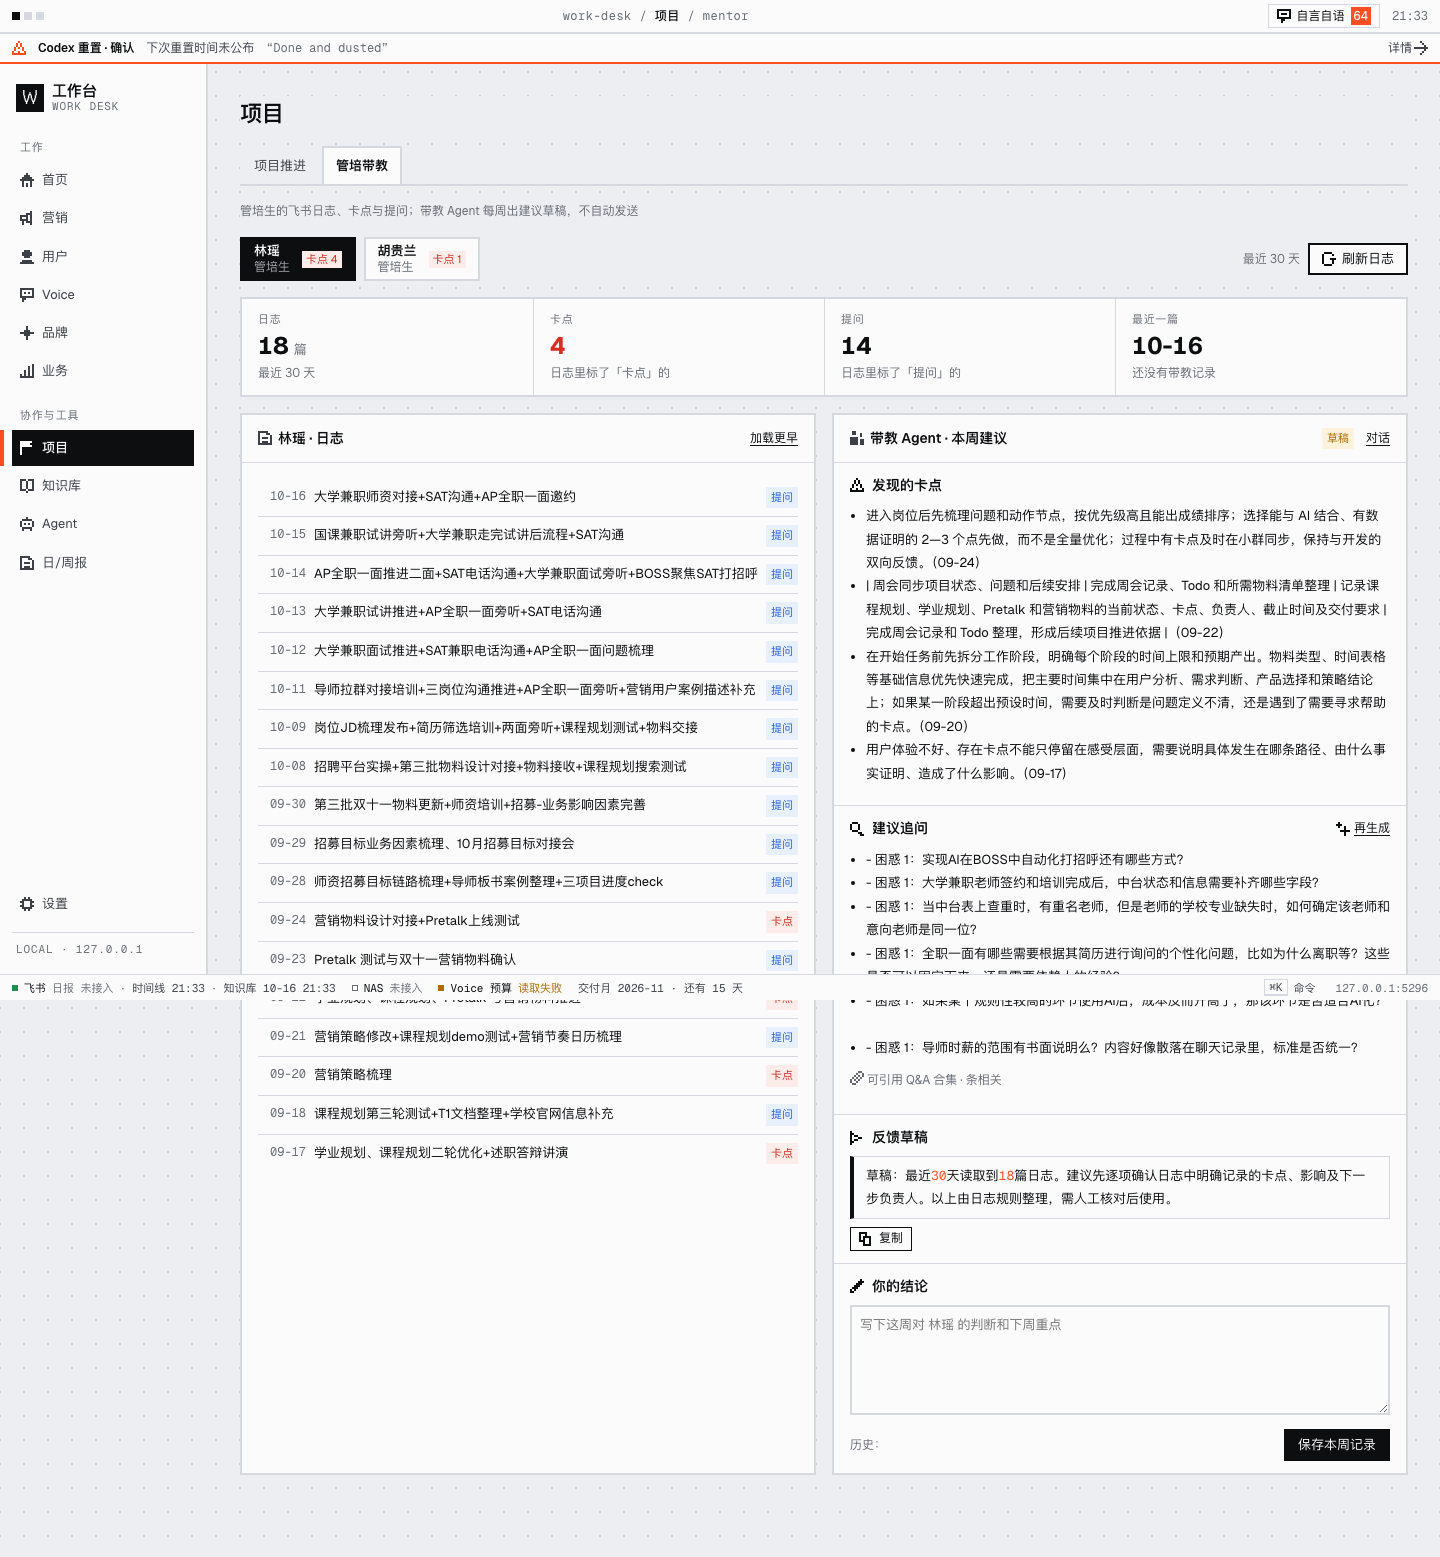 work-desk / 项目 / mentor
自言自语 64
21:33
Codex 重置·确认 下次重置时间未公布 “Done and dusted”
详情
W
工作台
WORK DESK
工作
首页
营销
用户
Voice
品牌
业务
协作与工具
项目
知识库
Agent
日/周报
设置
LOCAL · 127.0.0.1
项目
项目推进
管培带教
管培生的飞书日志、卡点与提问；带教 Agent 每周出建议草稿，不自动发送
林瑶
管培生
卡点 4
胡贵兰
管培生
卡点 1
最近 30 天
刷新日志
日志
18 篇
最近 30 天
卡点
4
日志里标了「卡点」的
提问
14
日志里标了「提问」的
最近一篇
10-16
还没有带教记录
林瑶 · 日志
加载更早
10-16 大学兼职师资对接+SAT沟通+AP全职一面邀约 提问
10-15 国课兼职试讲旁听+大学兼职走完试讲后流程+SAT沟通 提问
10-14 AP全职一面推进二面+SAT电话沟通+大学兼职面试旁听+BOSS聚焦SAT打招呼 提问
10-13 大学兼职试讲推进+AP全职一面旁听+SAT电话沟通 提问
10-12 大学兼职面试推进+SAT兼职电话沟通+AP全职一面问题梳理 提问
10-11 导师拉群对接培训+三岗位沟通推进+AP全职一面旁听+营销用户案例描述补充 提问
10-09 岗位JD梳理发布+简历筛选培训+两面旁听+课程规划测试+物料交接 提问
10-08 招聘平台实操+第三批物料设计对接+物料接收+课程规划搜索测试 提问
09-30 第三批双十一物料更新+师资培训+招募-业务影响因素完善 提问
09-29 招募目标业务因素梳理、10月招募目标对接会 提问
09-28 师资招募目标链路梳理+导师板书案例整理+三项目进度check 提问
09-24 营销物料设计对接+Pretalk上线测试 卡点
09-23 Pretalk 测试与双十一营销物料确认 提问
09-21 营销策略修改+课程规划demo测试+营销节奏日历梳理 提问
09-20 营销策略梳理 卡点
09-18 课程规划第三轮测试+T1文档整理+学校官网信息补充 提问
09-17 学业规划、课程规划二轮优化+述职答辩讲演 卡点
带教 Agent · 本周建议
草稿
对话
发现的卡点
• 进入岗位后先梳理问题和动作节点，按优先级高且能出成绩排序；选择能与 AI 结合、有数
据证明的 2—3 个点先做，而不是全量优化；过程中有卡点及时在小群同步，保持与开发的
双向反馈。（09-24）
• | 周会同步项目状态、问题和后续安排 | 完成周会记录、Todo 和所需物料清单整理 | 记录课
程规划、学业规划、Pretalk 和营销物料的当前状态、卡点、负责人、截止时间及交付要求 |
完成周会记录和 Todo 整理，形成后续项目推进依据 |（09-22）
• 在开始任务前先拆分工作阶段，明确每个阶段的时间上限和预期产出。物料类型、时间表格
等基础信息优先快速完成，把主要时间集中在用户分析、需求判断、产品选择和策略结论
上；如果某一阶段超出预设时间，需要及时判断是问题定义不清，还是遇到了需要寻求帮助
的卡点。（09-20）
• 用户体验不好、存在卡点不能只停留在感受层面，需要说明具体发生在哪条路径、由什么事
实证明、造成了什么影响。（09-17）
建议追问
再生成
• - 困惑 1：实现AI在BOSS中自动化打招呼还有哪些方式？
• - 困惑 1：大学兼职老师签约和培训完成后，中台状态和信息需要补齐哪些字段？
• - 困惑 1：当中台表上查重时，有重名老师，但是老师的学校专业缺失时，如何确定该老师和
意向老师是同一位？
• - 困惑 1：全职一面有哪些需要根据其简历进行询问的个性化问题，比如为什么离职等？这些
• - 困惑 1：如果某个规则性较高的环节使用AI后，成本反而升高了，那该环节是否适合AI化？
• - 困惑 1：导师时薪的范围有书面说明么？内容好像散落在聊天记录里，标准是否统一？
可引用 Q&A 合集 · 条相关
反馈草稿
草稿：最近30天读取到18篇日志。建议先逐项确认日志中明确记录的卡点、影响及下一
步负责人。以上由日志规则整理，需人工核对后使用。
复制
你的结论
写下这周对 林瑶 的判断和下周重点
历史：
保存本周记录
飞书 日报 未接入 · 时间线 21:33 · 知识库 10-16 21:33 NAS 未接入 Voice 预算 读取失败 交付月 2026-11 · 还有 15 天
⌘K 命令
127.0.0.1:5296